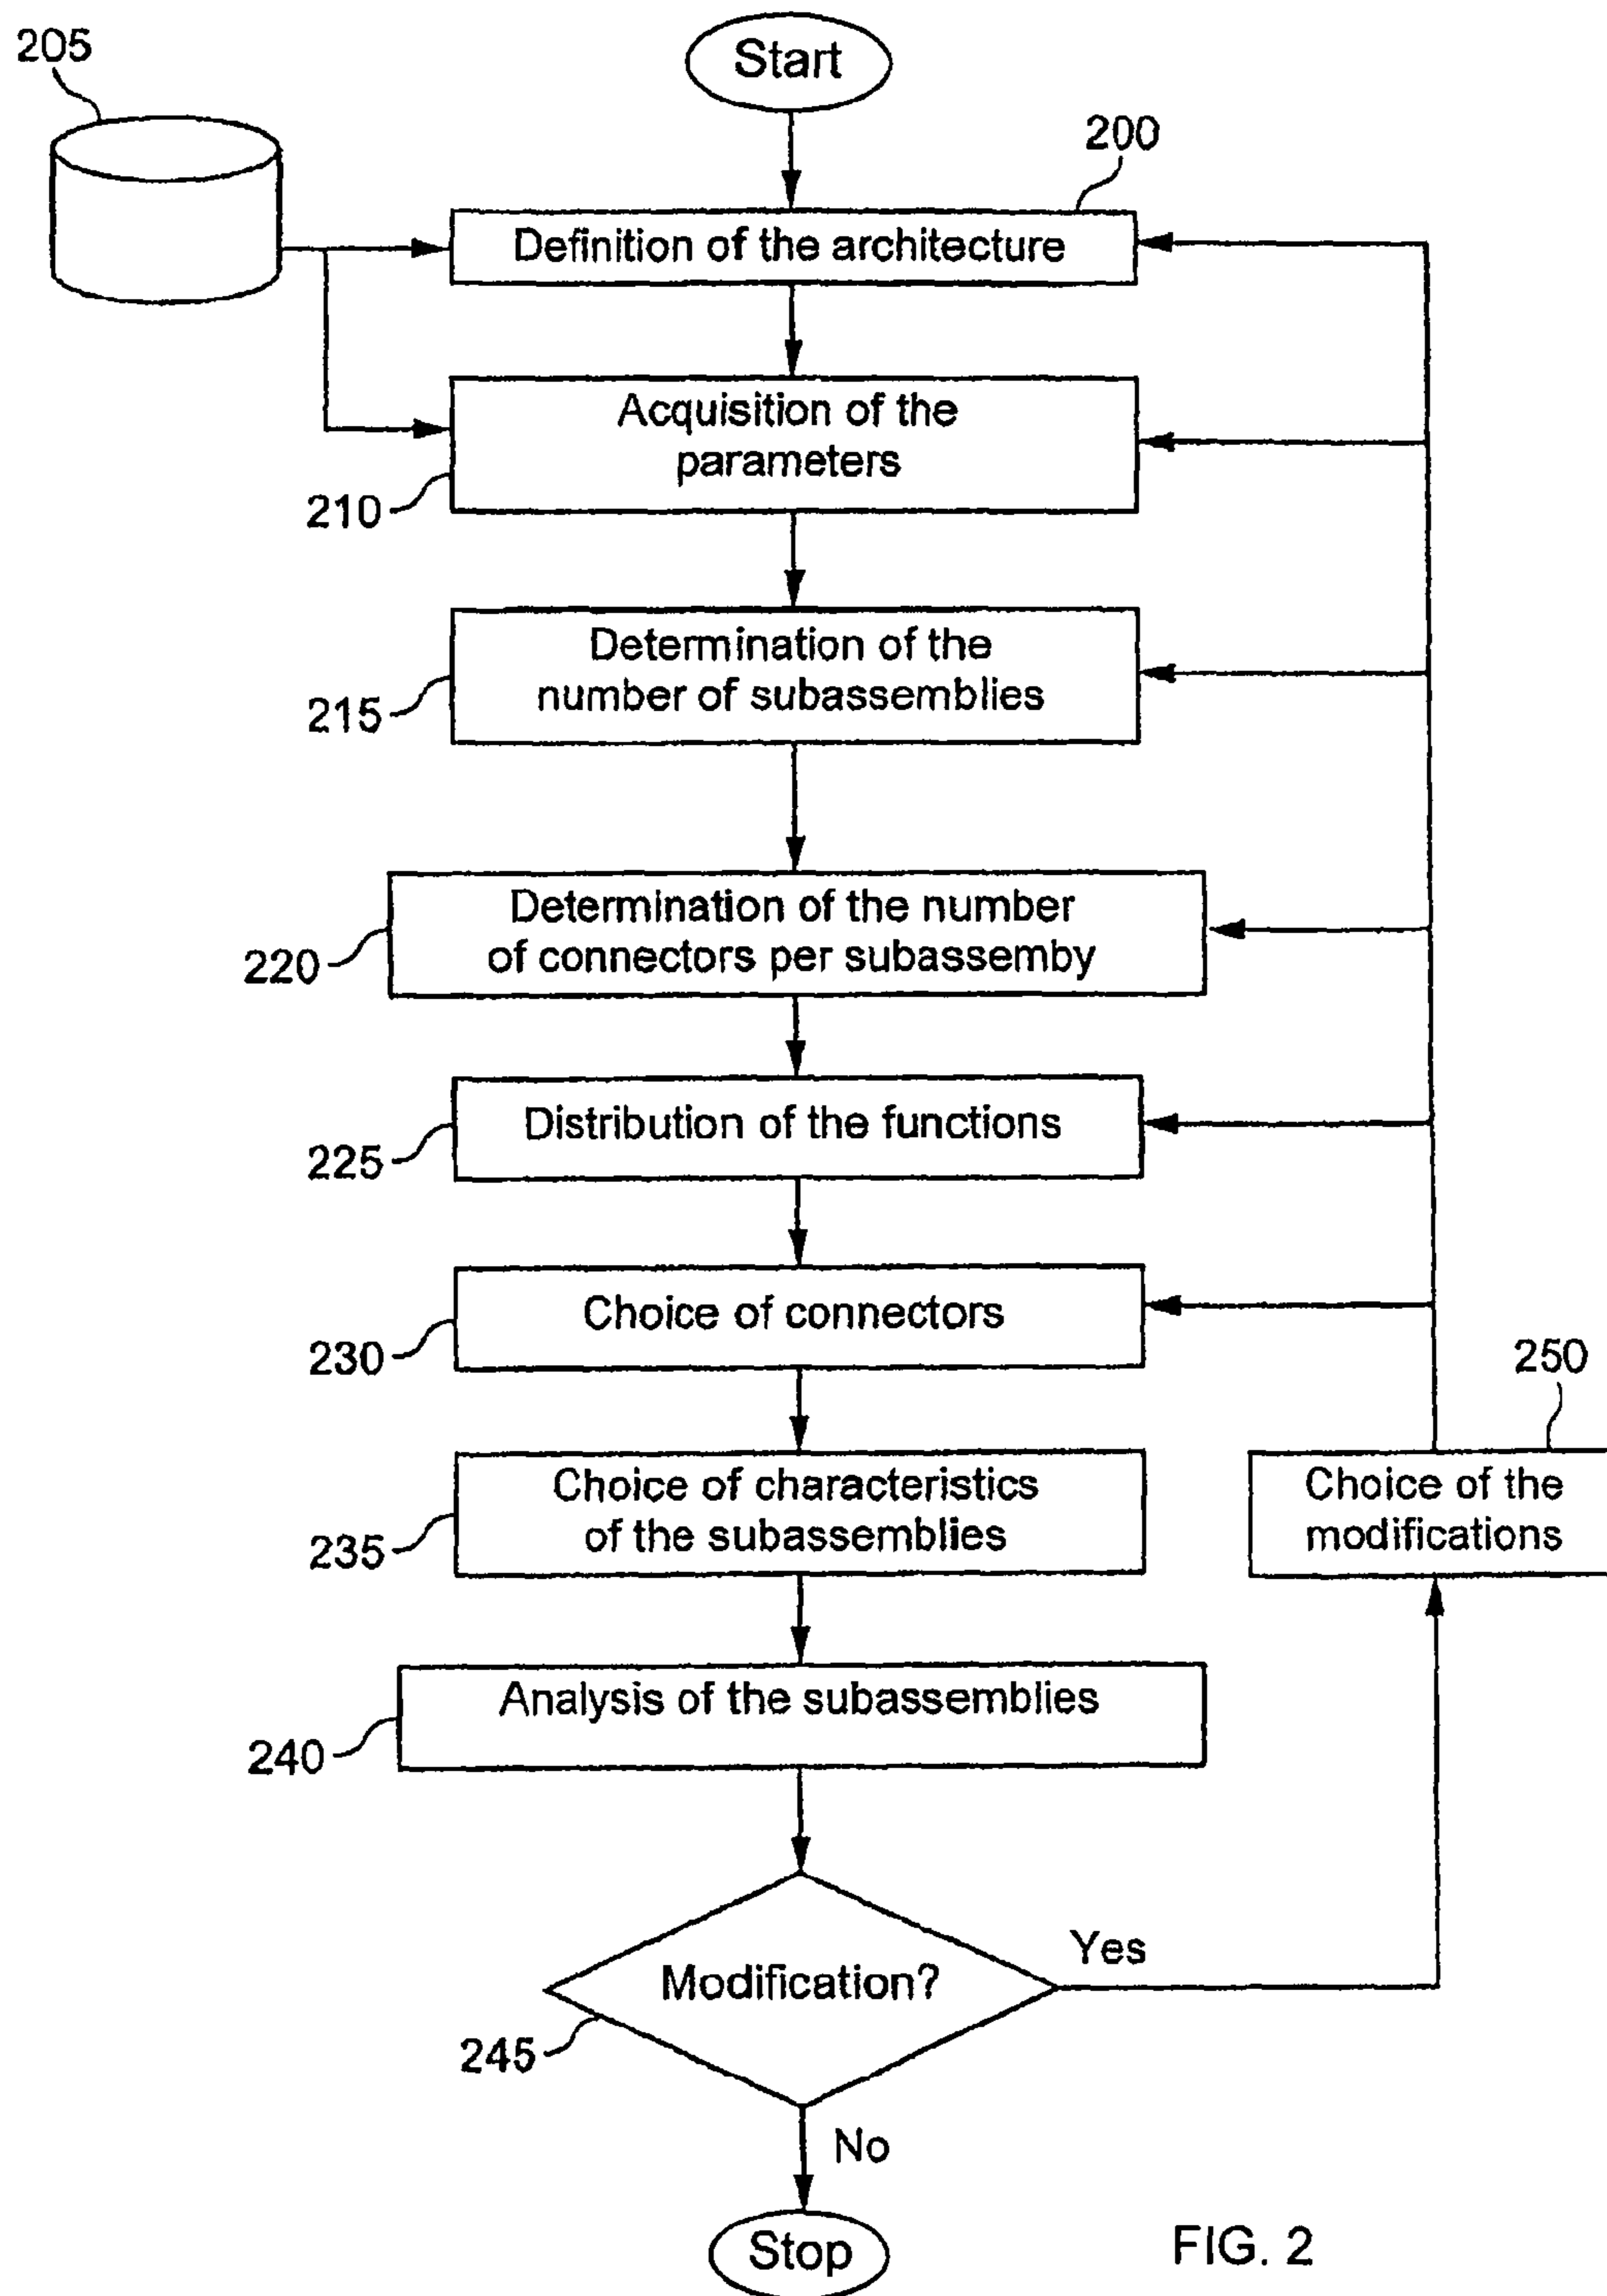 Start
205
200
Definition of the architecture
Acquisition of the
parameters
210
Determination of the
number of subassemblies
215
Determination of the number
of connectors per subassemby
220
Distribution of the functions
225
Choice of connectors
230
250
Choice of characteristics
of the subassemblies
235
Choice of the
modifications
Analysis of the subassemblies
240
Yes
Modification?
245
No
Stop
FIG. 2